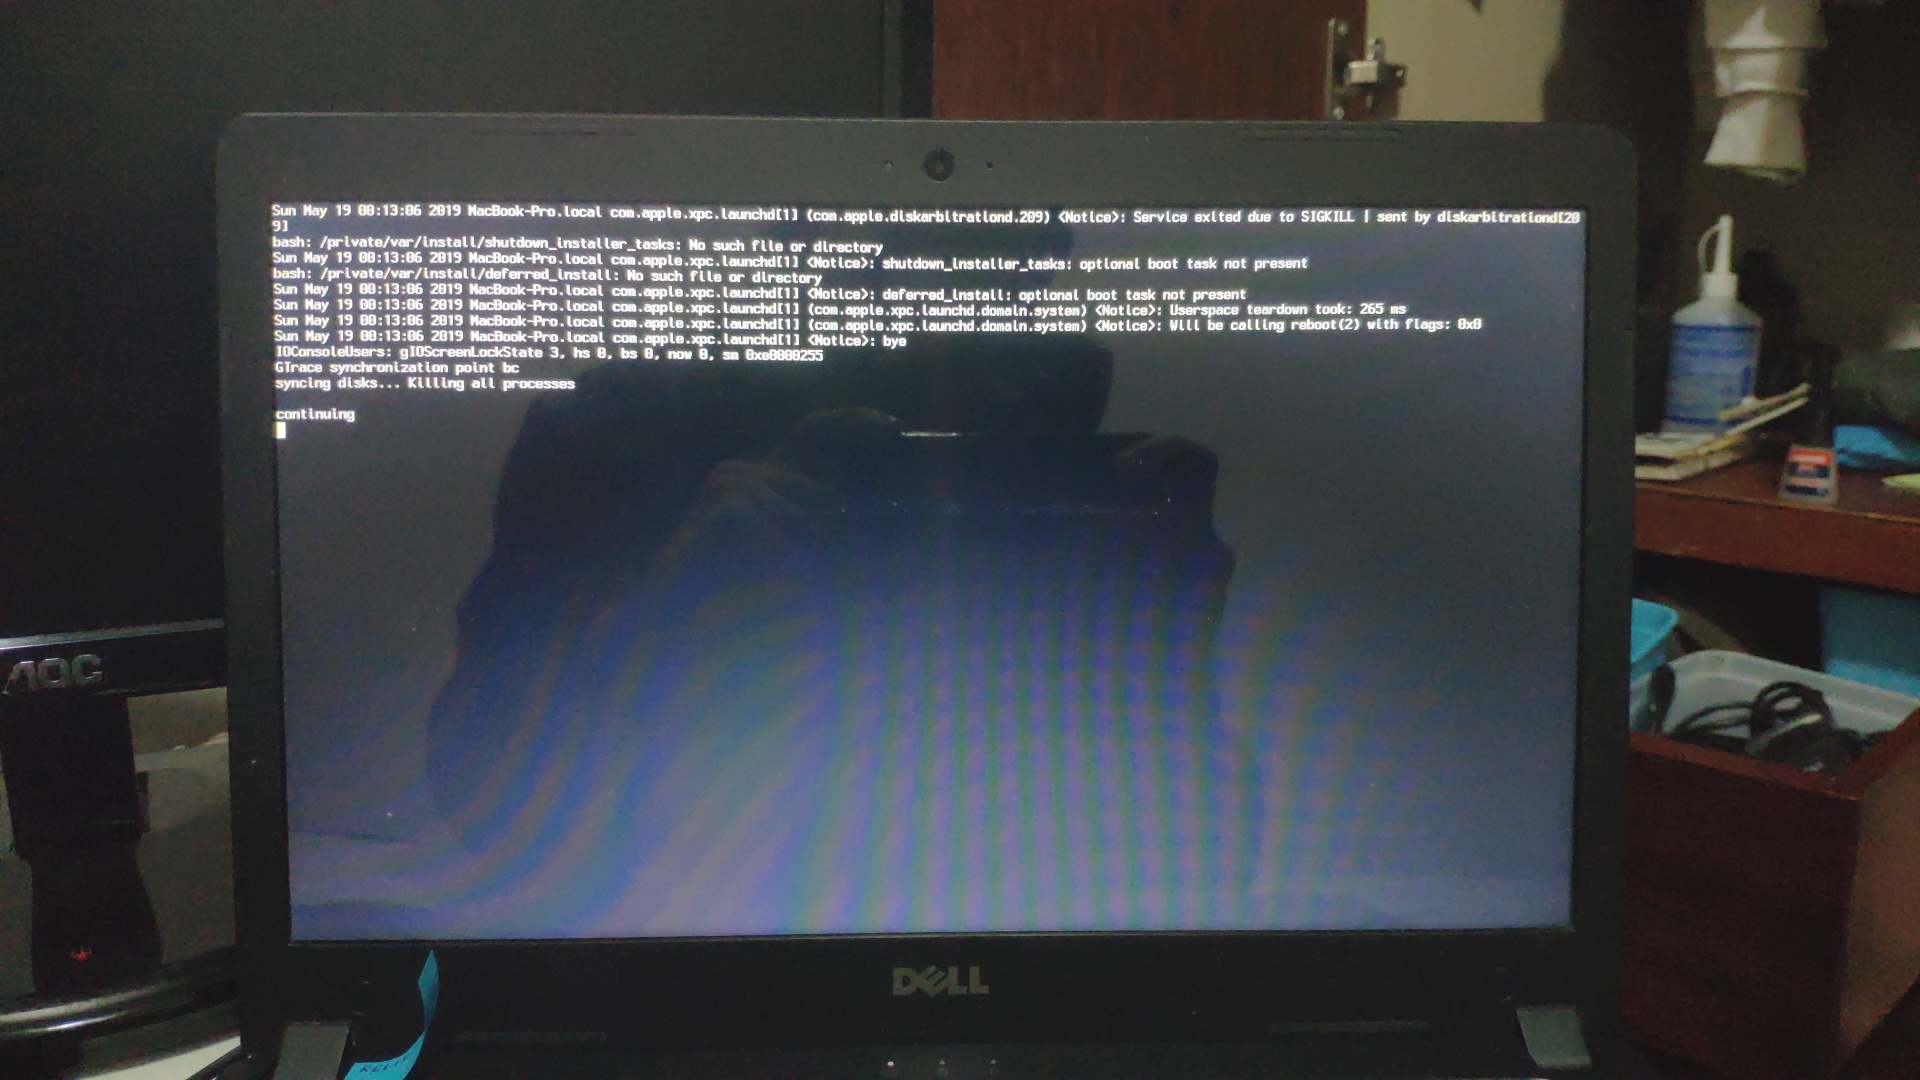 Sun May 19 00:13:06 2019 MacBook-Pro.local com.apple.xpc.launchd[1] (com.apple.diskarbitrationd.209) <Notice>: Service exited due to SIGKILL | sent by diskarbitrationd[20
9]
bash: /private/var/install/shutdown_installer_tasks: No such file or directory
Sun May 19 00:13:06 2019 MacBook-Pro.local com.apple.xpc.launchd[1] <Notice>: shutdown_installer_tasks: optional boot task not present
bash: /private/var/install/deferred_install: No such file or directory
Sun May 19 00:13:06 2019 MacBook-Pro.local com.apple.xpc.launchd[1] <Notice>: deferred_install: optional boot task not present
Sun May 19 00:13:06 2019 MacBook-Pro.local com.apple.xpc.launchd[1] (com.apple.xpc.launchd.domain.system) <Notice>: Userspace teardown took: 265 ms
Sun May 19 00:13:06 2019 MacBook-Pro.local com.apple.xpc.launchd[1] (com.apple.xpc.launchd.domain.system) <Notice>: Will be calling reboot(2) with flags: 0x0
Sun May 19 00:13:06 2019 MacBook-Pro.local com.apple.xpc.launchd[1] <Notice>: bye
IOConsoleUsers: gIOScreenLockState 3, hs 0, bs 0, now 0, sm 0xe0000255
GTrace synchronization point bc
syncing disks... Killing all processes
continuing
AOC
DELL